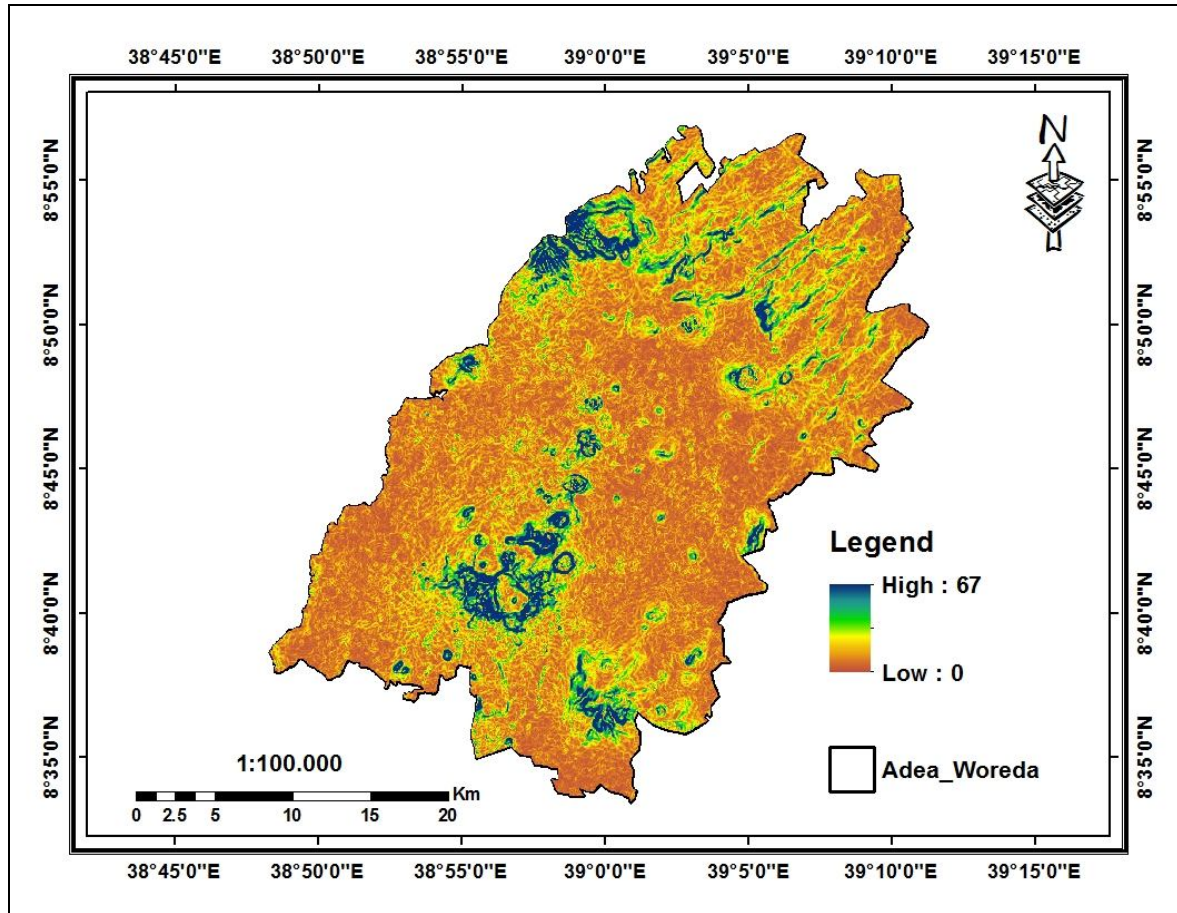 38°45'0"E 38°50'0"E 38°55'0"E 39°0'0"E 39°5'0"E 39°10'0"E 39°15'0"E
N
8°55'0"N 8°55'0"N
8°50'0"N 8°50'0"N
8°45'0"N 8°45'0"N
Legend
High : 67
8°40'0"N 8°40'0"N
Low : 0
8°35'0"N 8°35'0"N
1:100.000
Adea_Woreda
Km
0 2.5 5 10 15 20
38°45'0"E 38°50'0"E 38°55'0"E 39°0'0"E 39°5'0"E 39°10'0"E 39°15'0"E